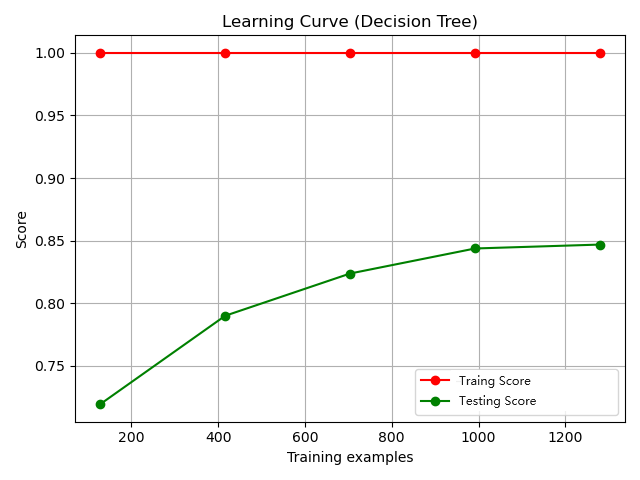 Learning Curve (Decision Tree)
1.00
0.95
0.90
0.85
0.80
0.75
Score
Traing Score
Testing Score
200 400 600 800 1000 1200
Training examples